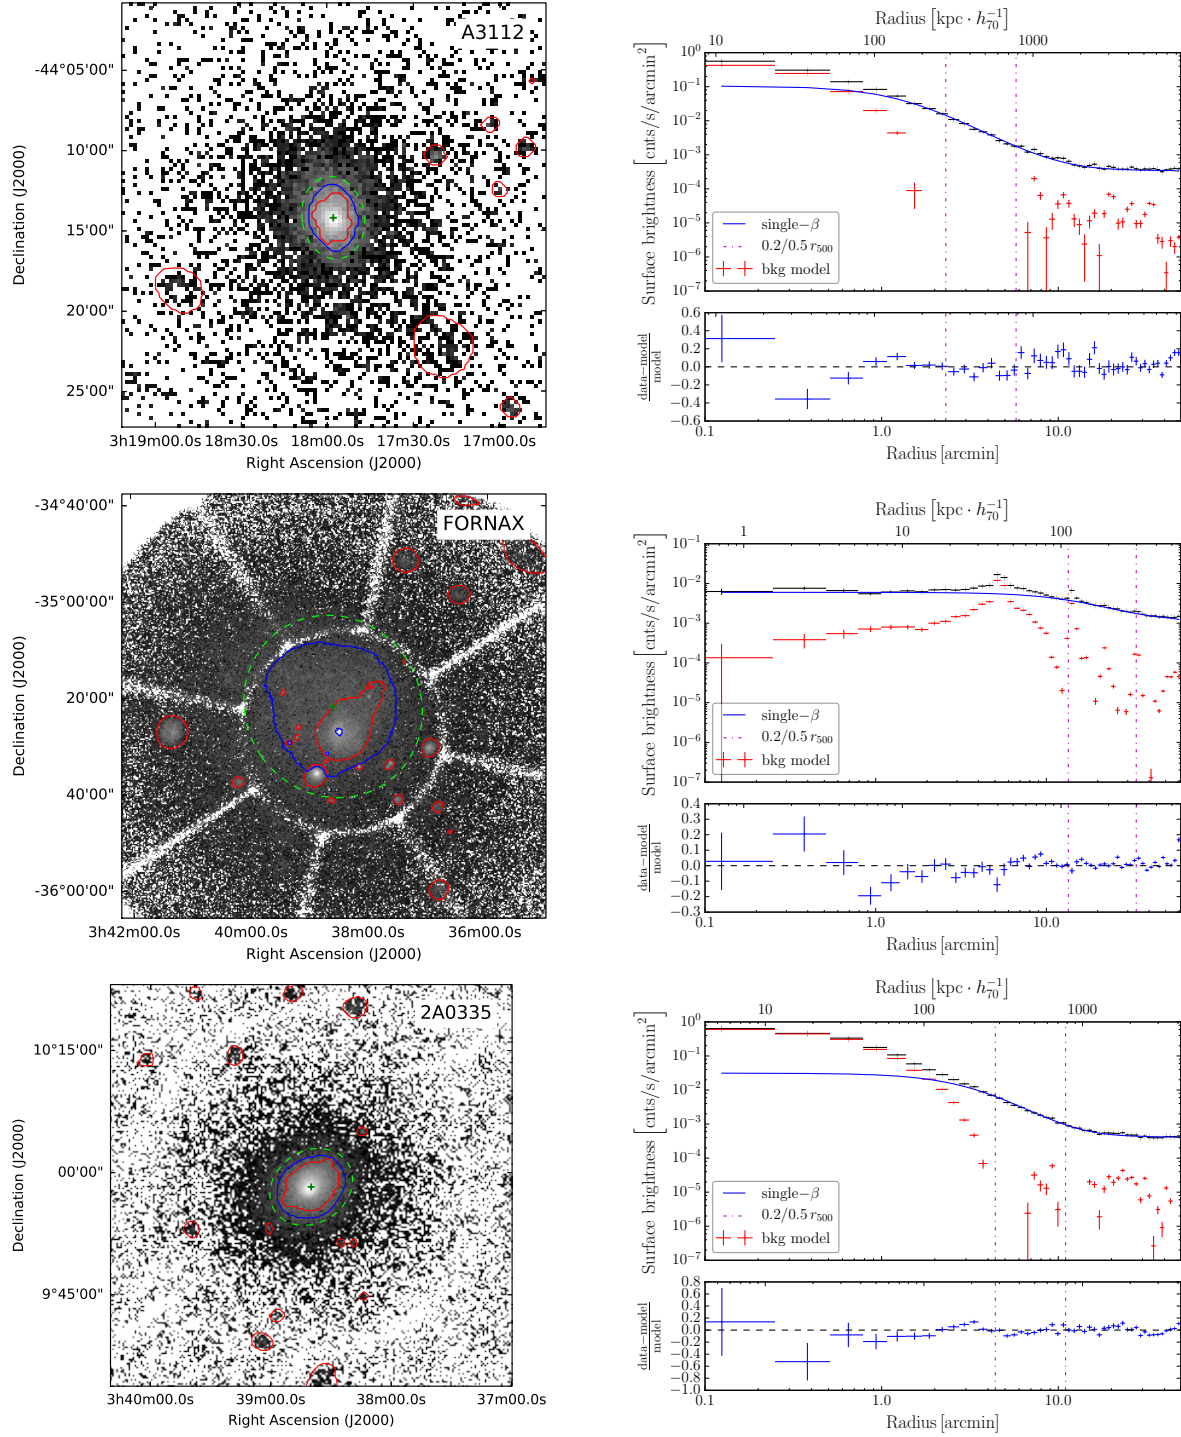 A3112
-44°05'00"
10'00"
15'00"
20'00"
25'00"
Declination (J2000)
3h19m00.0s 18m30.0s 18m00.0s 17m30.0s 17m00.0s
Right Ascension (J2000)
Radius [kpc · h₇₀⁻¹]
10 100 1000
Surface brightness [cnts/s/arcmin²]
10⁰
10⁻¹
10⁻²
10⁻³
10⁻⁴
10⁻⁵
10⁻⁶
10⁻⁷
single−β
0.2/0.5 r₅₀₀
bkg model
data−model
model
0.6
0.4
0.2
0.0
−0.2
−0.4
−0.6
0.1 1.0 10.0
Radius [arcmin]
FORNAX
-34°40'00"
-35°00'00"
20'00"
40'00"
-36°00'00"
Declination (J2000)
3h42m00.0s 40m00.0s 38m00.0s 36m00.0s
Right Ascension (J2000)
Radius [kpc · h₇₀⁻¹]
1 10 100
Surface brightness [cnts/s/arcmin²]
10⁻¹
10⁻²
10⁻³
10⁻⁴
10⁻⁵
10⁻⁶
10⁻⁷
single−β
0.2/0.5 r₅₀₀
bkg model
data−model
model
0.4
0.3
0.2
0.1
0.0
−0.1
−0.2
−0.3
0.1 1.0 10.0
Radius [arcmin]
2A0335
10°15'00"
00'00"
9°45'00"
Declination (J2000)
3h40m00.0s 39m00.0s 38m00.0s 37m00.0s
Right Ascension (J2000)
Radius [kpc · h₇₀⁻¹]
10 100 1000
Surface brightness [cnts/s/arcmin²]
10⁰
10⁻¹
10⁻²
10⁻³
10⁻⁴
10⁻⁵
10⁻⁶
10⁻⁷
single−β
0.2/0.5 r₅₀₀
bkg model
data−model
model
0.8
0.6
0.4
0.2
0.0
−0.2
−0.4
−0.6
−0.8
−1.0
0.1 1.0 10.0
Radius [arcmin]